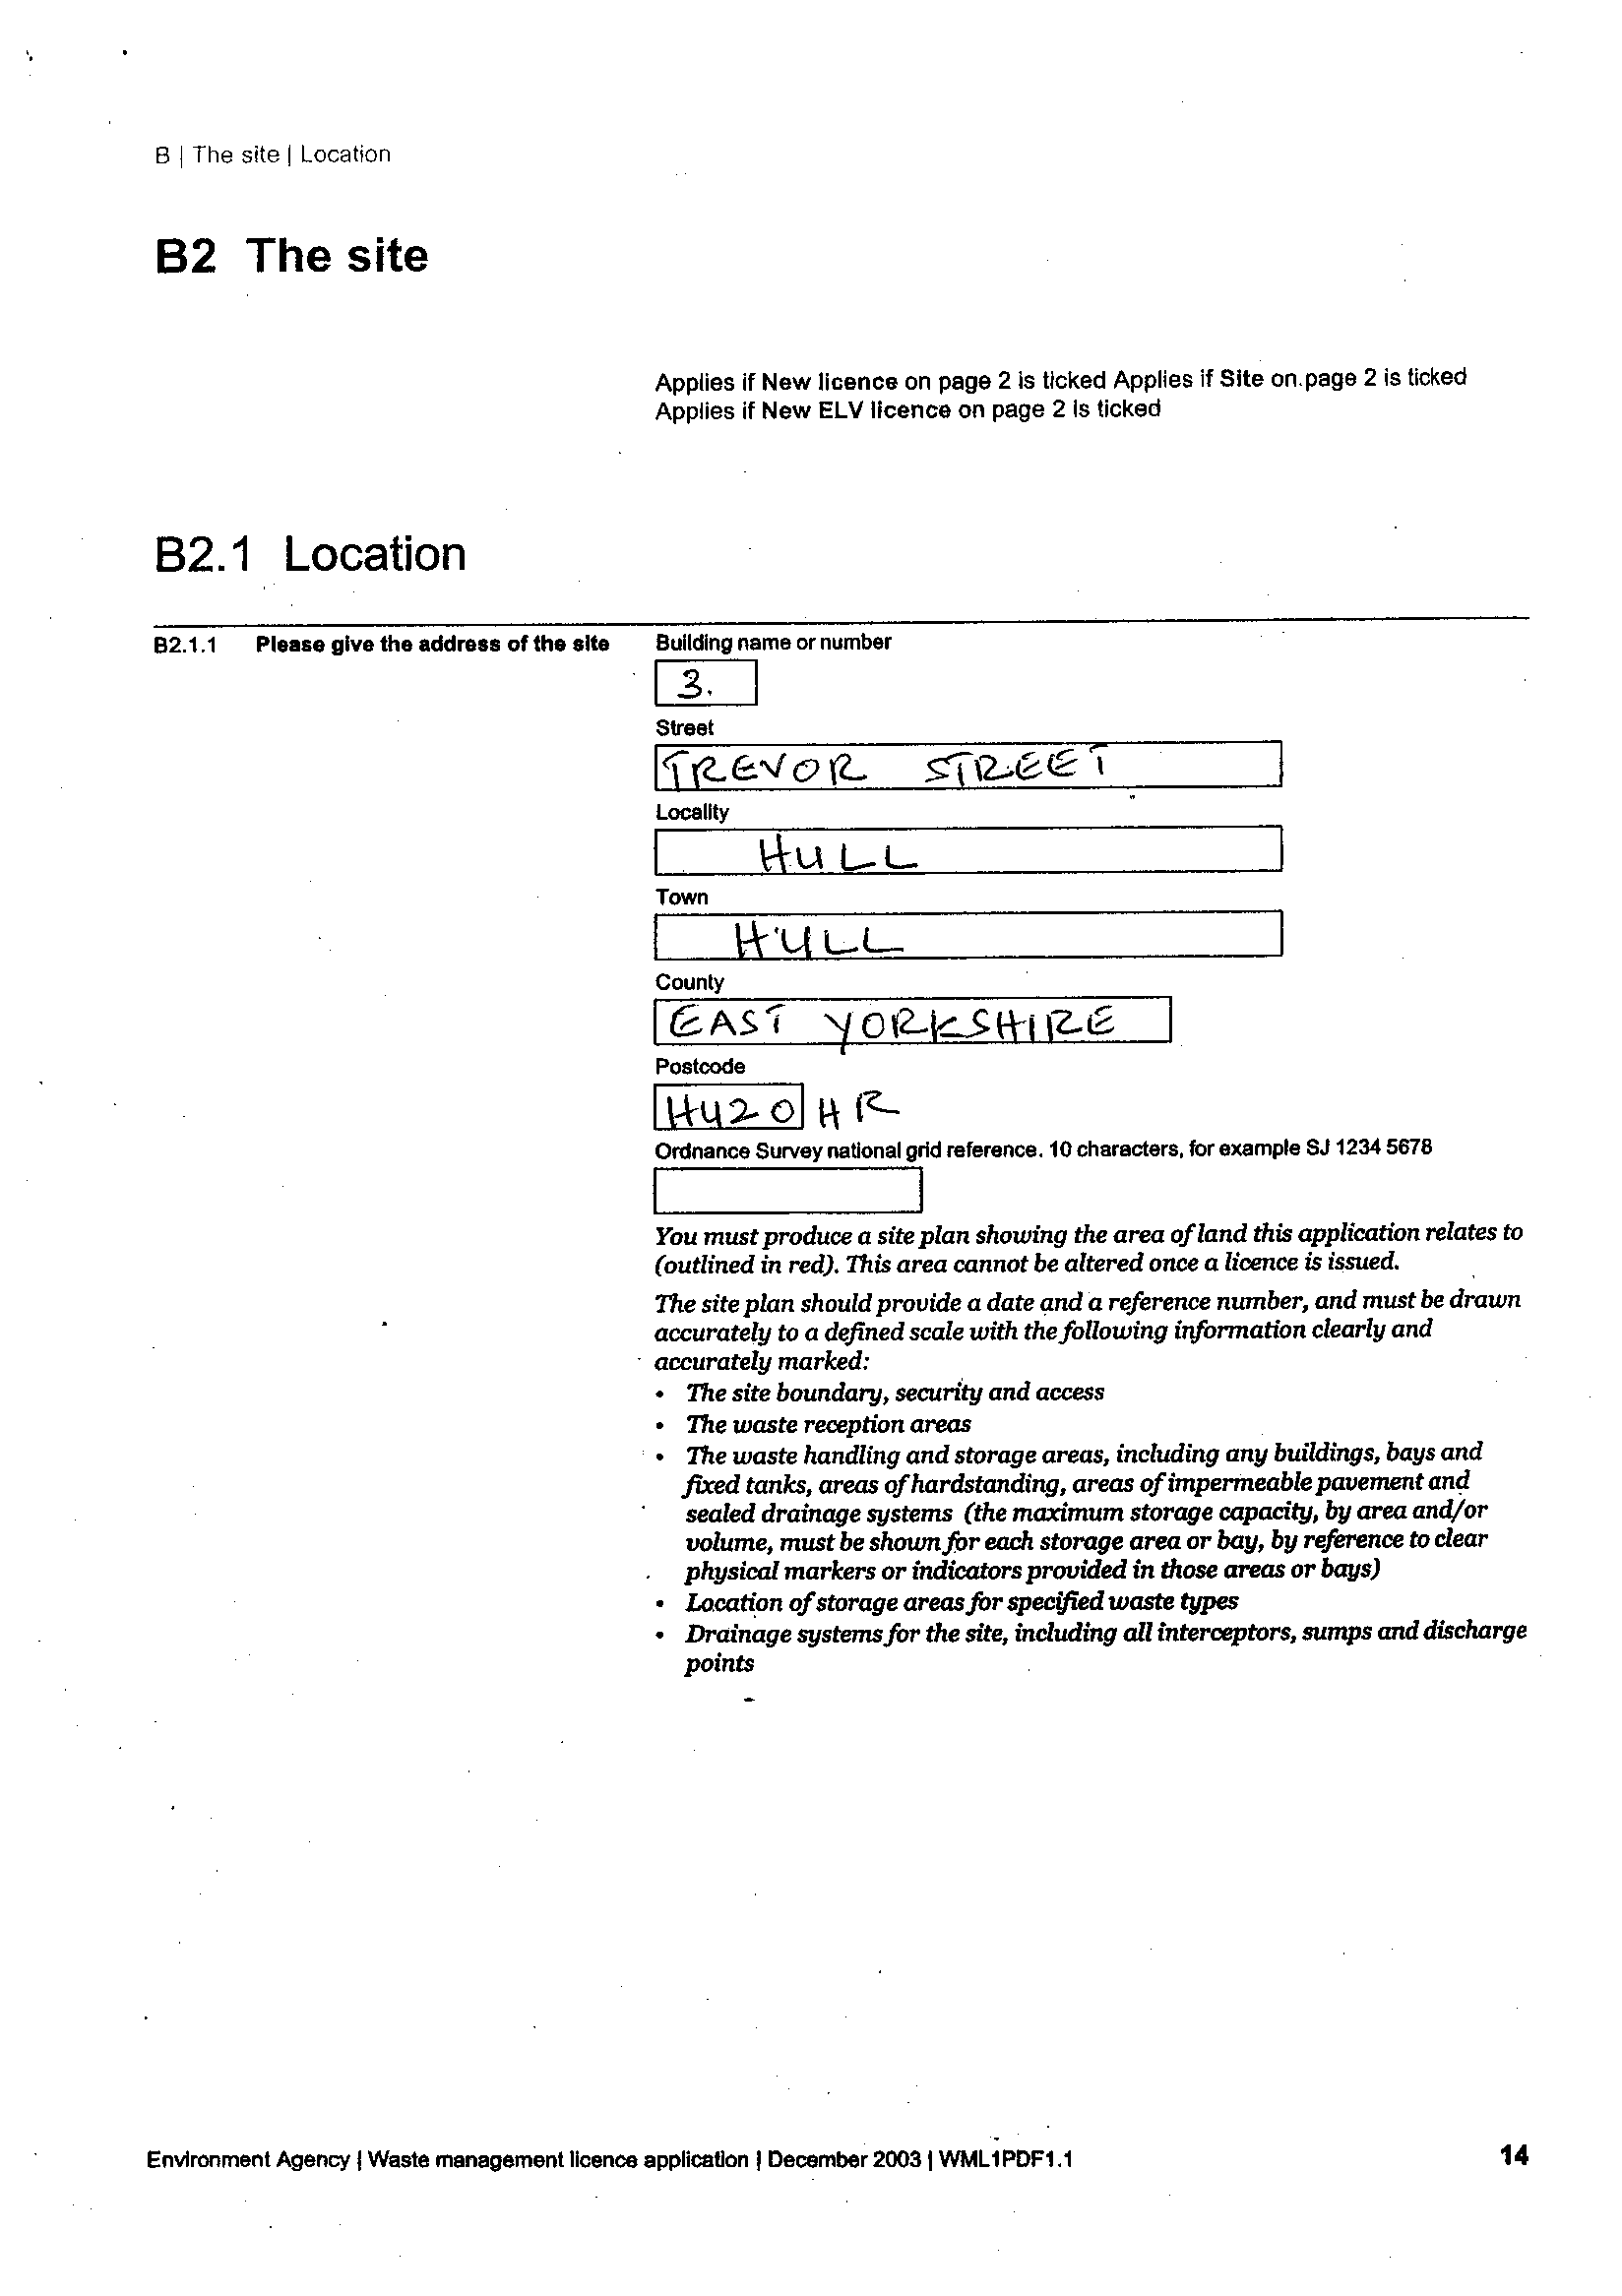 B | The site | Location
B2 The site
Applies if New licence on page 2 is ticked Applies if Site on page 2 is ticked
Applies if New ELV licence on page 2 is ticked
B2.1 Location
B2.1.1 Please give the address of the site
Building name or number
3.
Street
TREVOR STREET
Locality
HULL
Town
HULL
County
EAST YORKSHIRE
Postcode
HU20HR
Ordnance Survey national grid reference. 10 characters, for example SJ 1234 5678
You must produce a site plan showing the area of land this application relates to
(outlined in red). This area cannot be altered once a licence is issued.
The site plan should provide a date and a reference number, and must be drawn
accurately to a defined scale with the following information clearly and
accurately marked:
• The site boundary, security and access
• The waste reception areas
• The waste handling and storage areas, including any buildings, bays and
fixed tanks, areas of hardstanding, areas of impermeable pavement and
sealed drainage systems (the maximum storage capacity, by area and/or
volume, must be shown for each storage area or bay, by reference to clear
physical markers or indicators provided in those areas or bays)
• Location of storage areas for specified waste types
• Drainage systems for the site, including all interceptors, sumps and discharge
points
Environment Agency | Waste management licence application | December 2003 | WML1PDF1.1
14